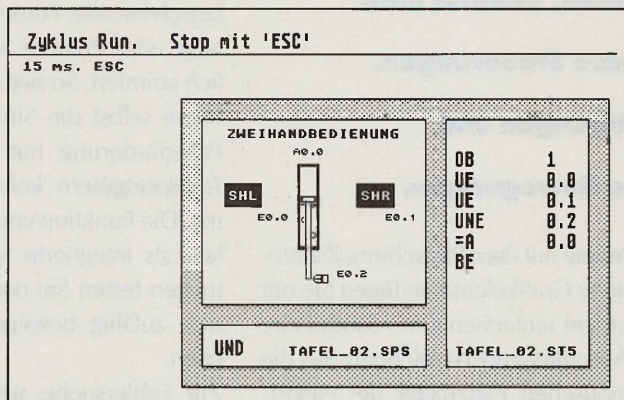 Zyklus Run. Stop mit 'ESC'
15 ms. ESC
ZWEIHANDBEDIENUNG
A0.0
SHL
SHR
E0.0
E0.1
E0.2
OB 1
UE 0.0
UE 0.1
UNE 0.2
=A 0.0
BE
UND TAFEL_02.SPS
TAFEL_02.ST5